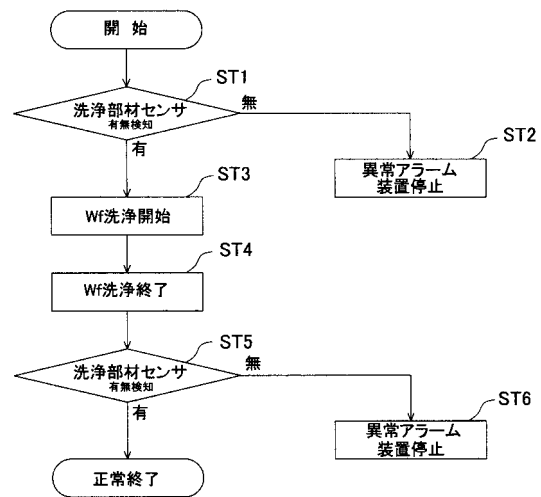 開 始
ST1
洗浄部材センサ
有無検知
無
有
ST2
異常アラーム
装置停止
ST3
Wf洗浄開始
ST4
Wf洗浄終了
ST5
洗浄部材センサ
有無検知
無
有
ST6
異常アラーム
装置停止
正常終了